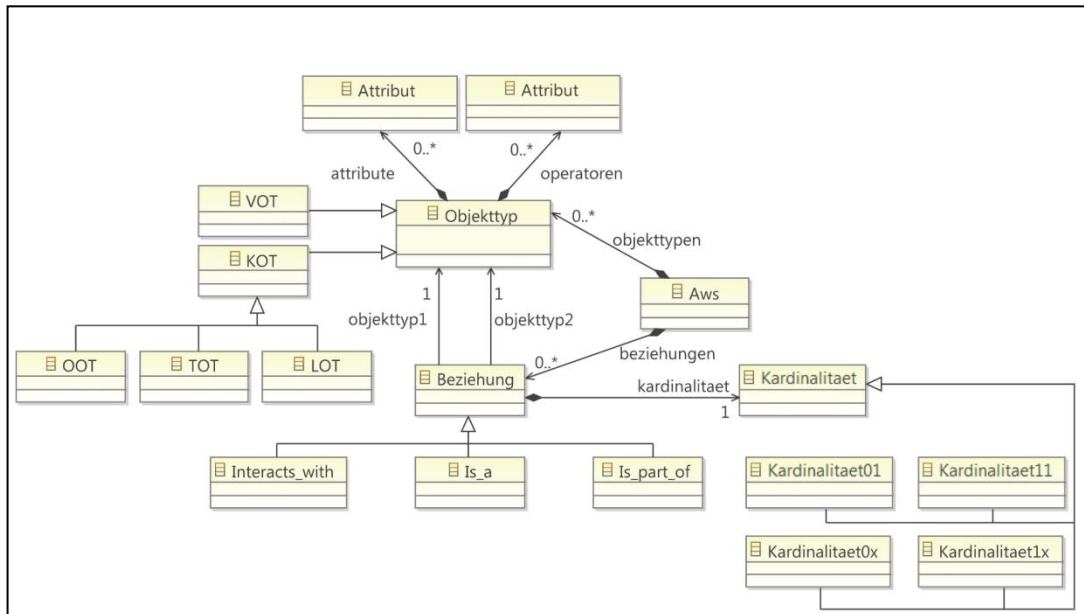 Attribut
Attribut
0..*
0..*
attribute
operatoren
VOT
Objekttyp
0..*
objekttypen
KOT
Aws
1
1
objekttyp1
objekttyp2
beziehungen
OOT
TOT
LOT
0..*
Beziehung
kardinalitaet
Kardinalitaet
1
Interacts_with
Is_a
Is_part_of
Kardinalitaet01
Kardinalitaet11
Kardinalitaet0x
Kardinalitaet1x